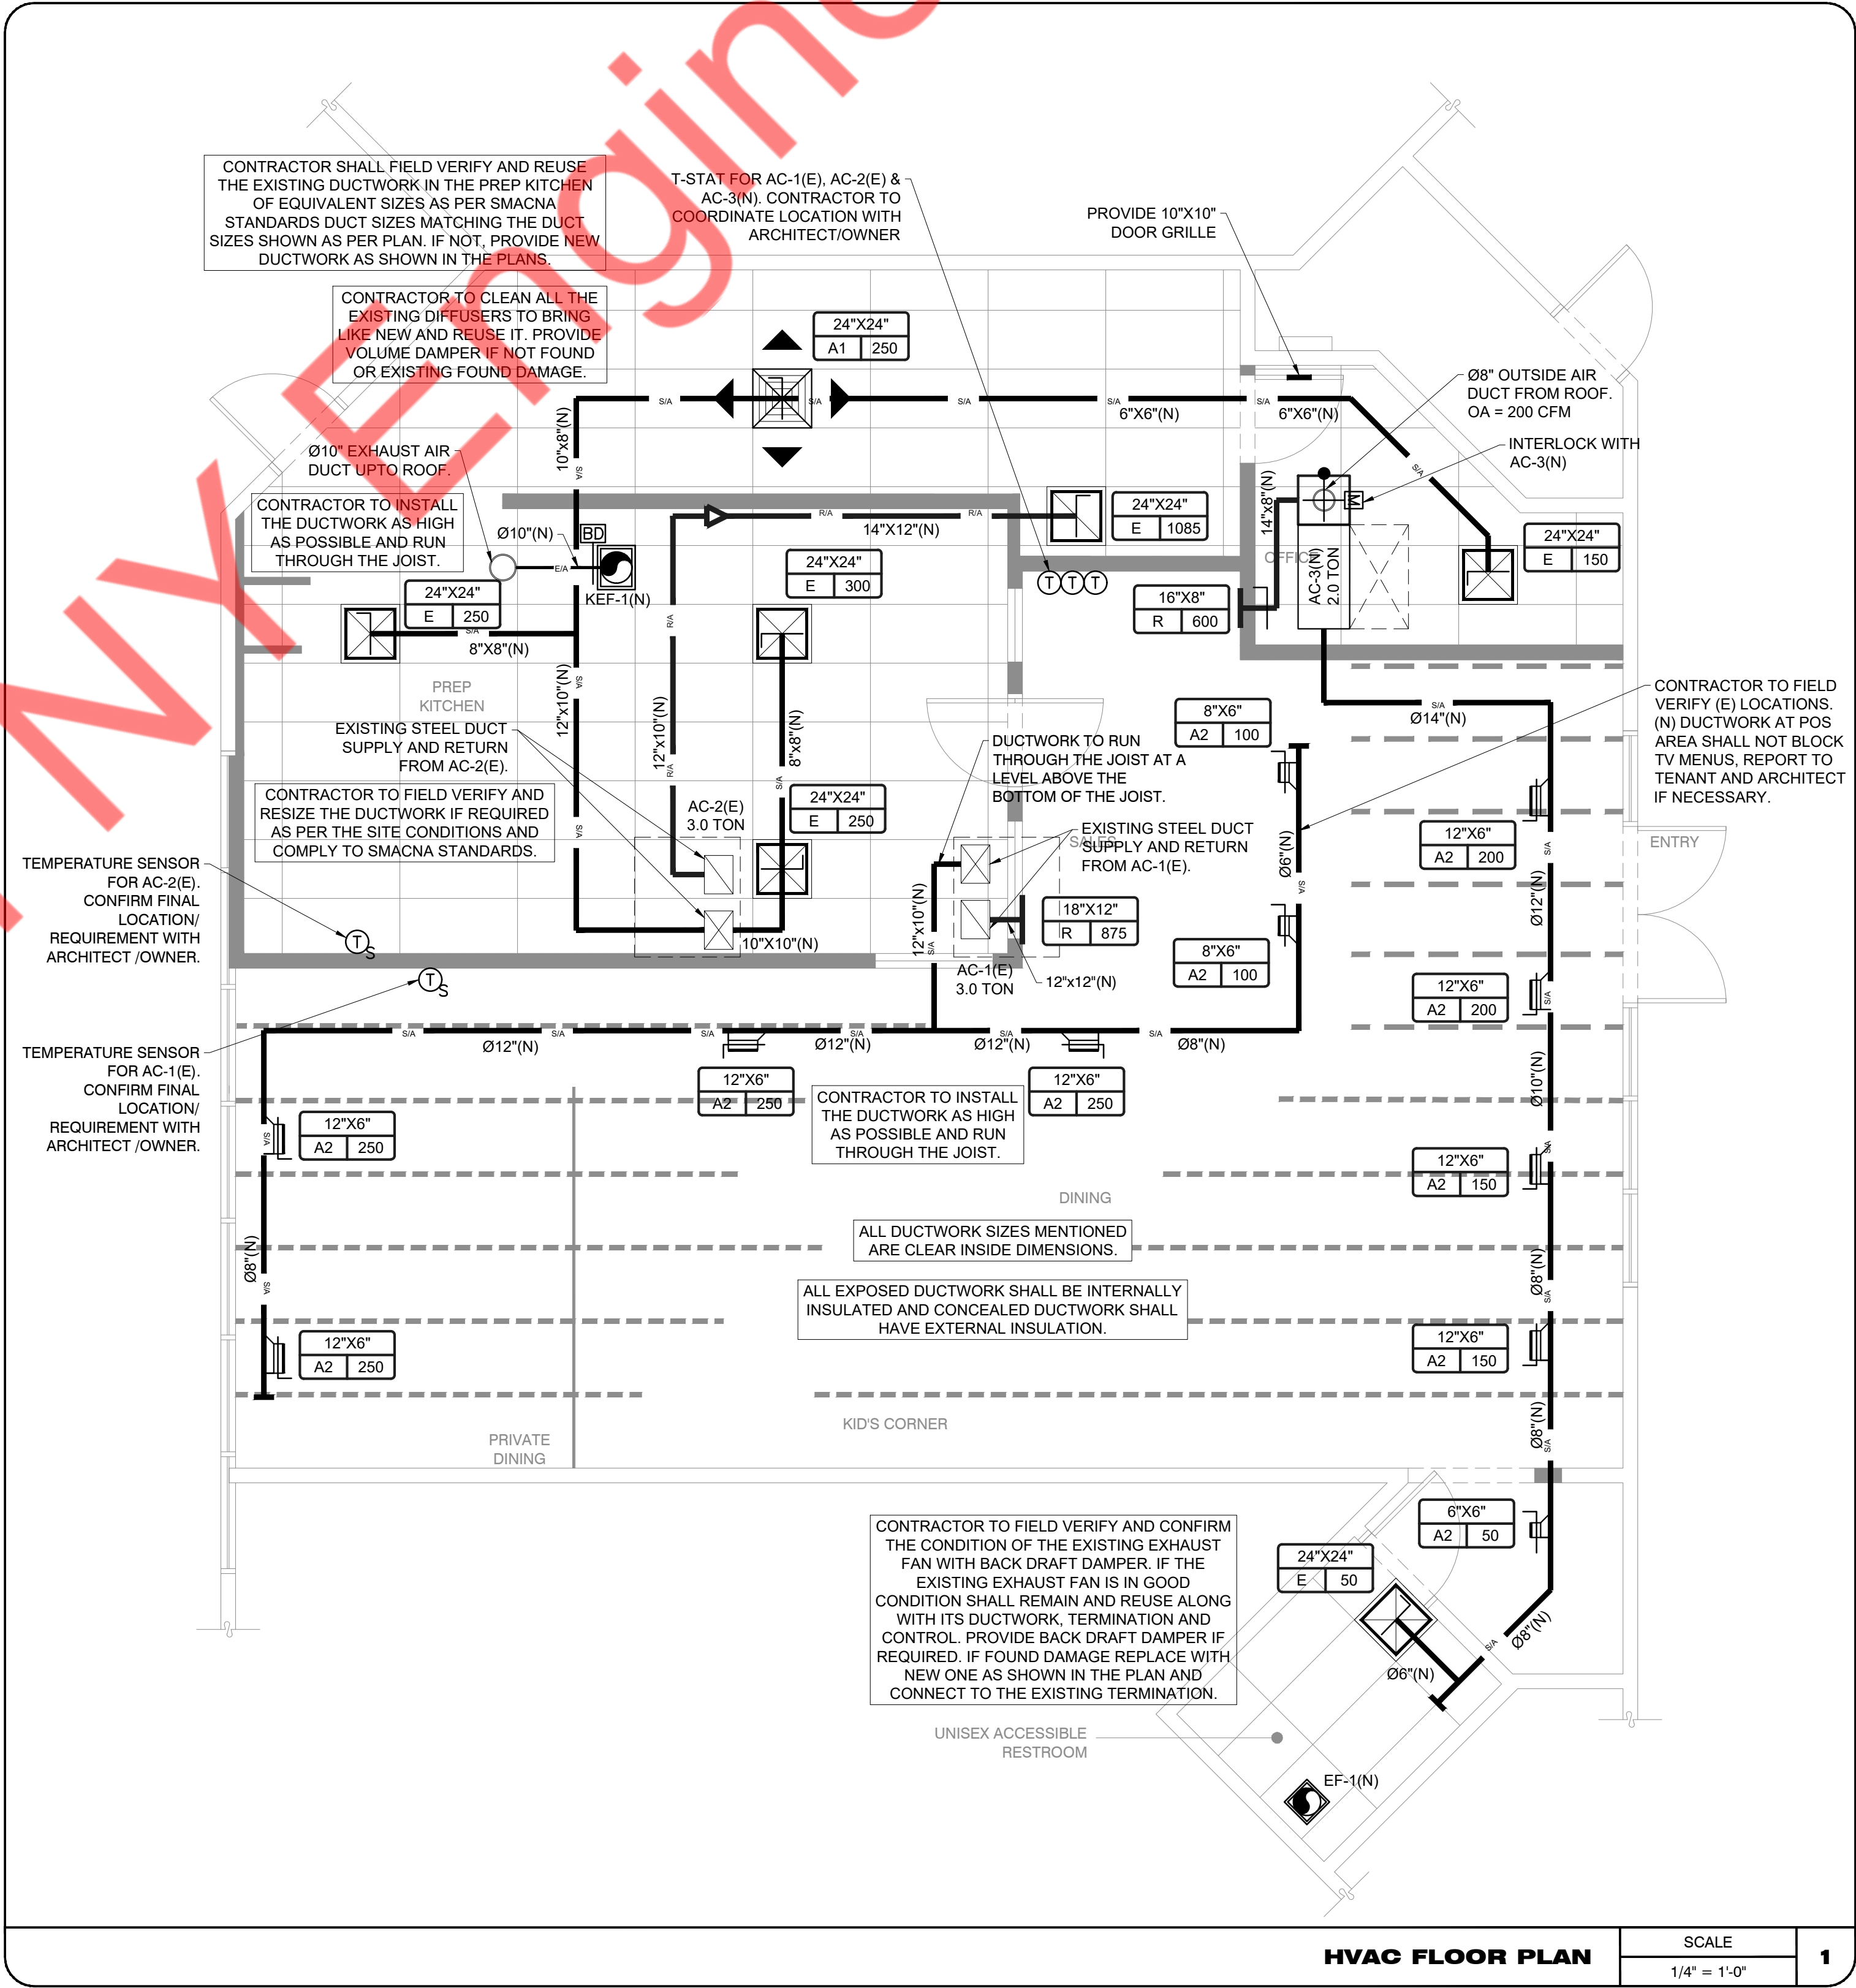 NY Engin
CONTRACTOR SHALL FIELD VERIFY AND REUSE
THE EXISTING DUCTWORK IN THE PREP KITCHEN
OF EQUIVALENT SIZES AS PER SMACNA
STANDARDS DUCT SIZES MATCHING THE DUCT
SIZES SHOWN AS PER PLAN. IF NOT, PROVIDE NEW
DUCTWORK AS SHOWN IN THE PLANS.
T-STAT FOR AC-1(E), AC-2(E) &
AC-3(N). CONTRACTOR TO
COORDINATE LOCATION WITH
ARCHITECT/OWNER
PROVIDE 10"X10"
DOOR GRILLE
CONTRACTOR TO CLEAN ALL THE
EXISTING DIFFUSERS TO BRING
LIKE NEW AND REUSE IT. PROVIDE
VOLUME DAMPER IF NOT FOUND
OR EXISTING FOUND DAMAGE.
24"X24"
A1 250
S/A S/A S/A S/A S/A
6"X6"(N) 6"X6"(N)
Ø8" OUTSIDE AIR
DUCT FROM ROOF.
OA = 200 CFM
INTERLOCK WITH
AC-3(N)
S/A
10"x8"(N)
S/A
Ø10" EXHAUST AIR
DUCT UPTO ROOF.
CONTRACTOR TO INSTALL
THE DUCTWORK AS HIGH
AS POSSIBLE AND RUN
THROUGH THE JOIST.
Ø10"(N)
BD
E/A
KEF-1(N)
R/A R/A
14"X12"(N)
24"X24"
E 1085
14"x8"(N)
M
OFFICE
AC-3(N)
2.0 TON
24"X24"
E 150
24"X24"
E 300
T T T
16"X8"
R 600
24"X24"
E 250
S/A
8"X8"(N)
R/A
PREP
KITCHEN
12"x10"(N)
S/A
12"x10"(N)
R/A
8"x8"(N)
S/A
EXISTING STEEL DUCT
SUPPLY AND RETURN
FROM AC-2(E).
8"X6"
A2 100
S/A
Ø14"(N)
CONTRACTOR TO FIELD
VERIFY (E) LOCATIONS.
(N) DUCTWORK AT POS
AREA SHALL NOT BLOCK
TV MENUS, REPORT TO
TENANT AND ARCHITECT
IF NECESSARY.
DUCTWORK TO RUN
THROUGH THE JOIST AT A
LEVEL ABOVE THE
BOTTOM OF THE JOIST.
CONTRACTOR TO FIELD VERIFY AND
RESIZE THE DUCTWORK IF REQUIRED
AS PER THE SITE CONDITIONS AND
COMPLY TO SMACNA STANDARDS.
S/A
AC-2(E)
3.0 TON
24"X24"
E 250
SALES
EXISTING STEEL DUCT
SUPPLY AND RETURN
FROM AC-1(E).
Ø6"(N)
S/A
12"X6"
A2 200
S/A
ENTRY
TEMPERATURE SENSOR
FOR AC-2(E).
CONFIRM FINAL
LOCATION/
REQUIREMENT WITH
ARCHITECT /OWNER.
T
S
10"X10"(N)
12"x10"(N)
S/A
18"X12"
R 875
8"X6"
A2 100
Ø12"(N)
AC-1(E)
3.0 TON
12"x12"(N)
T
S
12"X6"
A2 200
S/A
S/A S/A S/A S/A S/A S/A
Ø12"(N) Ø12"(N) Ø12"(N) Ø8"(N)
TEMPERATURE SENSOR
FOR AC-1(E).
CONFIRM FINAL
LOCATION/
REQUIREMENT WITH
ARCHITECT /OWNER.
12"X6"
A2 250
12"X6"
A2 250
Ø10"(N)
S/A
12"X6"
A2 250
S/A
CONTRACTOR TO INSTALL
THE DUCTWORK AS HIGH
AS POSSIBLE AND RUN
THROUGH THE JOIST.
12"X6"
A2 150
DINING
ALL DUCTWORK SIZES MENTIONED
ARE CLEAR INSIDE DIMENSIONS.
Ø8"(N)
S/A
Ø8"(N)
S/A
ALL EXPOSED DUCTWORK SHALL BE INTERNALLY
INSULATED AND CONCEALED DUCTWORK SHALL
HAVE EXTERNAL INSULATION.
12"X6"
A2 250
12"X6"
A2 150
KID'S CORNER
PRIVATE
DINING
Ø8"(N)
S/A
6"X6"
A2 50
CONTRACTOR TO FIELD VERIFY AND CONFIRM
THE CONDITION OF THE EXISTING EXHAUST
FAN WITH BACK DRAFT DAMPER. IF THE
EXISTING EXHAUST FAN IS IN GOOD
CONDITION SHALL REMAIN AND REUSE ALONG
WITH ITS DUCTWORK, TERMINATION AND
CONTROL. PROVIDE BACK DRAFT DAMPER IF
REQUIRED. IF FOUND DAMAGE REPLACE WITH
NEW ONE AS SHOWN IN THE PLAN AND
CONNECT TO THE EXISTING TERMINATION.
24"X24"
E 50
Ø8"(N)
S/A
Ø6"(N)
UNISEX ACCESSIBLE
RESTROOM
EF-1(N)
HVAC FLOOR PLAN
SCALE
1/4" = 1'-0"
1